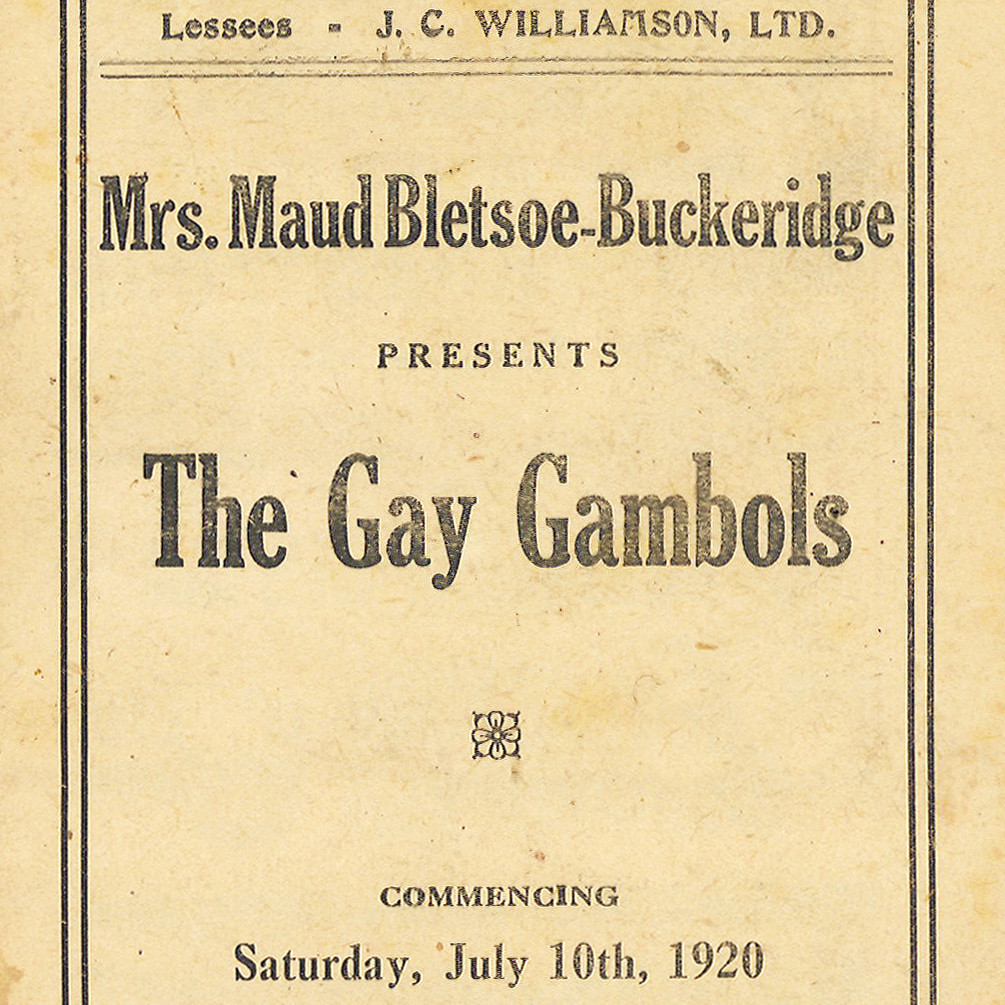 Lessees - J. C. WILLIAMSON, LTD.
Mrs. Maud Bletsoe-Buckeridge
PRESENTS
The Gay Gambols
COMMENCING
Saturday, July 10th, 1920